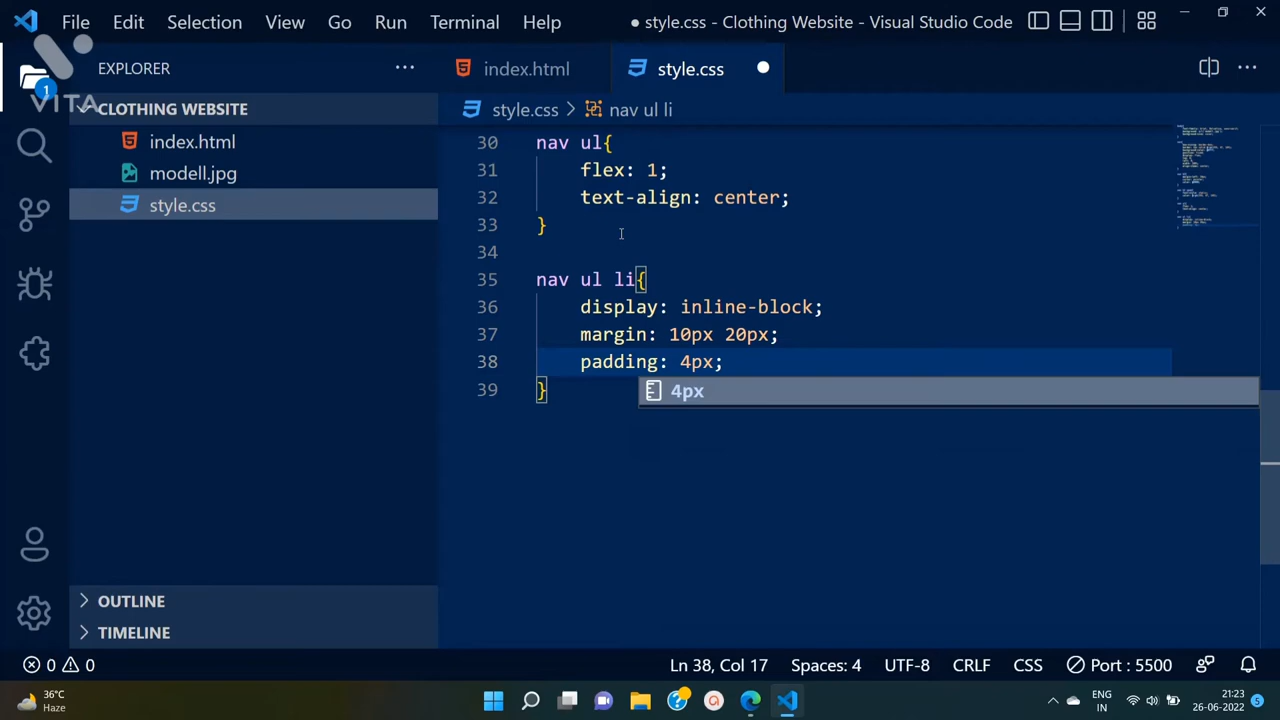 File Edit Selection View Go Run Terminal Help
● style.css - Clothing Website - Visual Studio Code
VITA
1
EXPLORER
CLOTHING WEBSITE
index.html
modell.jpg
style.css
OUTLINE
TIMELINE
index.html
style.css
style.css > nav ul li
30 nav ul{
31 flex: 1;
32 text-align: center;
33 }
34
35 nav ul li{
36 display: inline-block;
37 margin: 10px 20px;
38 padding: 4px;
39 }
4px
0 0
Ln 38, Col 17 Spaces: 4 UTF-8 CRLF CSS Port : 5500
36°C
Haze
ENG
IN
21:23
26-06-2022
5